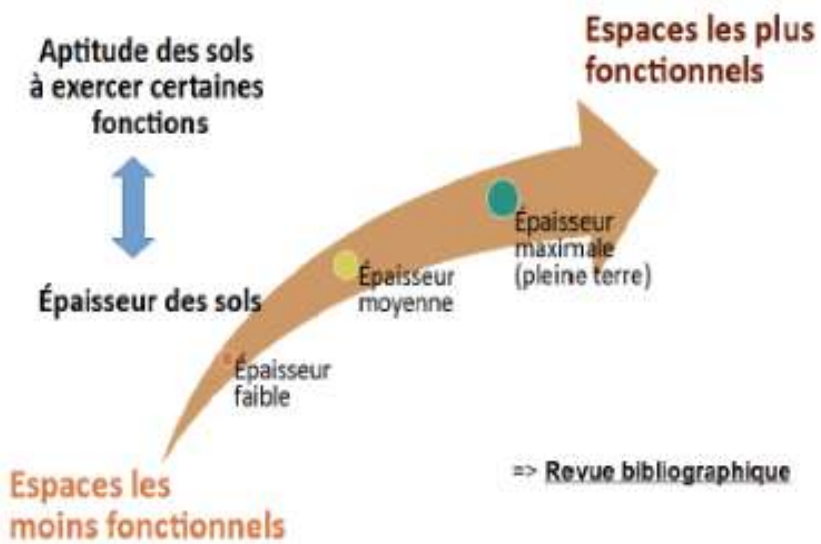 Aptitude des sols
à exercer certaines
fonctions
Épaisseur des sols
Espaces les plus
fonctionnels
Épaisseur
maximale
(pleine terre)
Épaisseur
moyenne
Épaisseur
faible
Espaces les
moins fonctionnels
=> Revue bibliographique